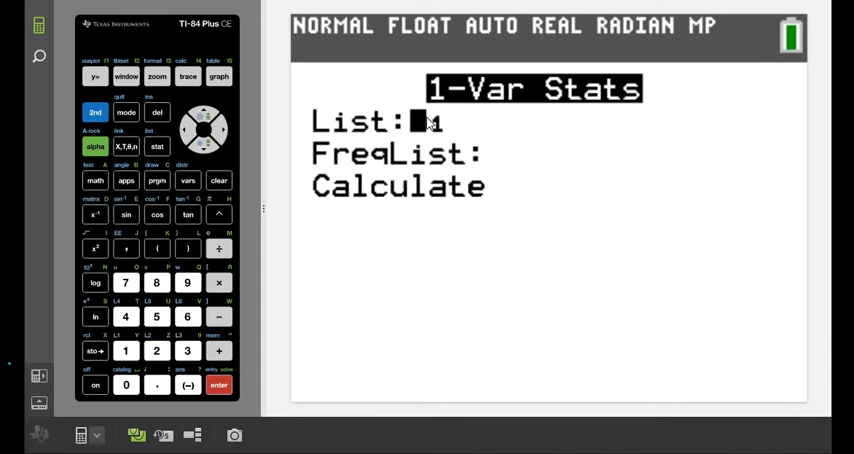 NORMAL FLOAT AUTO REAL RADIAN MP
1-Var Stats
List:
FreqList:
Calculate
TEXAS INSTRUMENTS TI-84 Plus CE
statplot f1 tblset f2 format f3 calc f4 table f5
y= window zoom trace graph
quit ins
2nd mode del
A-lock link list
alpha X,T,θ,n stat
test A angle B draw C distr
math apps prgm vars clear
matrix D sin⁻¹ E cos⁻¹ F tan⁻¹ G π H
x⁻¹ sin cos tan ^
√ I EE J { K } L e M
x² , ( ) ÷
10ˣ N u O v P w Q [ R
log 7 8 9 ×
eˣ S L4 T L5 U L6 V ] W
ln 4 5 6 −
rcl X L1 Y L2 Z L3 θ mem "
sto→ 1 2 3 +
off catalog ⎵ i : ans ? entry solve
on 0 . (−) enter